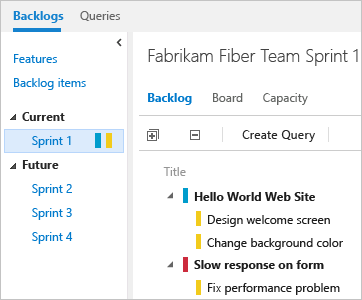 Backlogs Queries
Features
Backlog items
Current
Sprint 1
Future
Sprint 2
Sprint 3
Sprint 4
Fabrikam Fiber Team Sprint 1
Backlog Board Capacity
Create Query
Title
Hello World Web Site
Design welcome screen
Change background color
Slow response on form
Fix performance problem